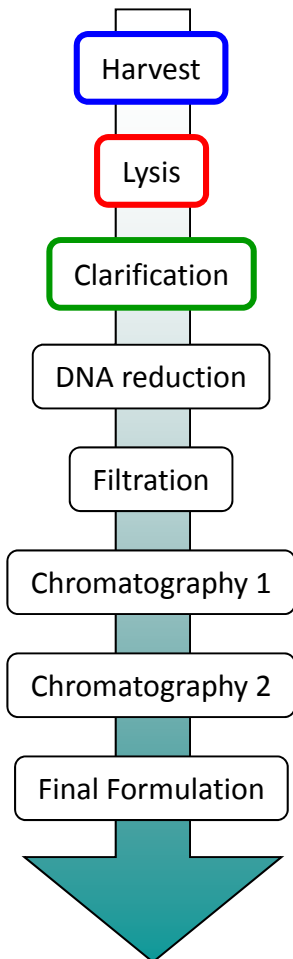 Harvest
Lysis
Clarification
DNA reduction
Filtration
Chromatography 1
Chromatography 2
Final Formulation